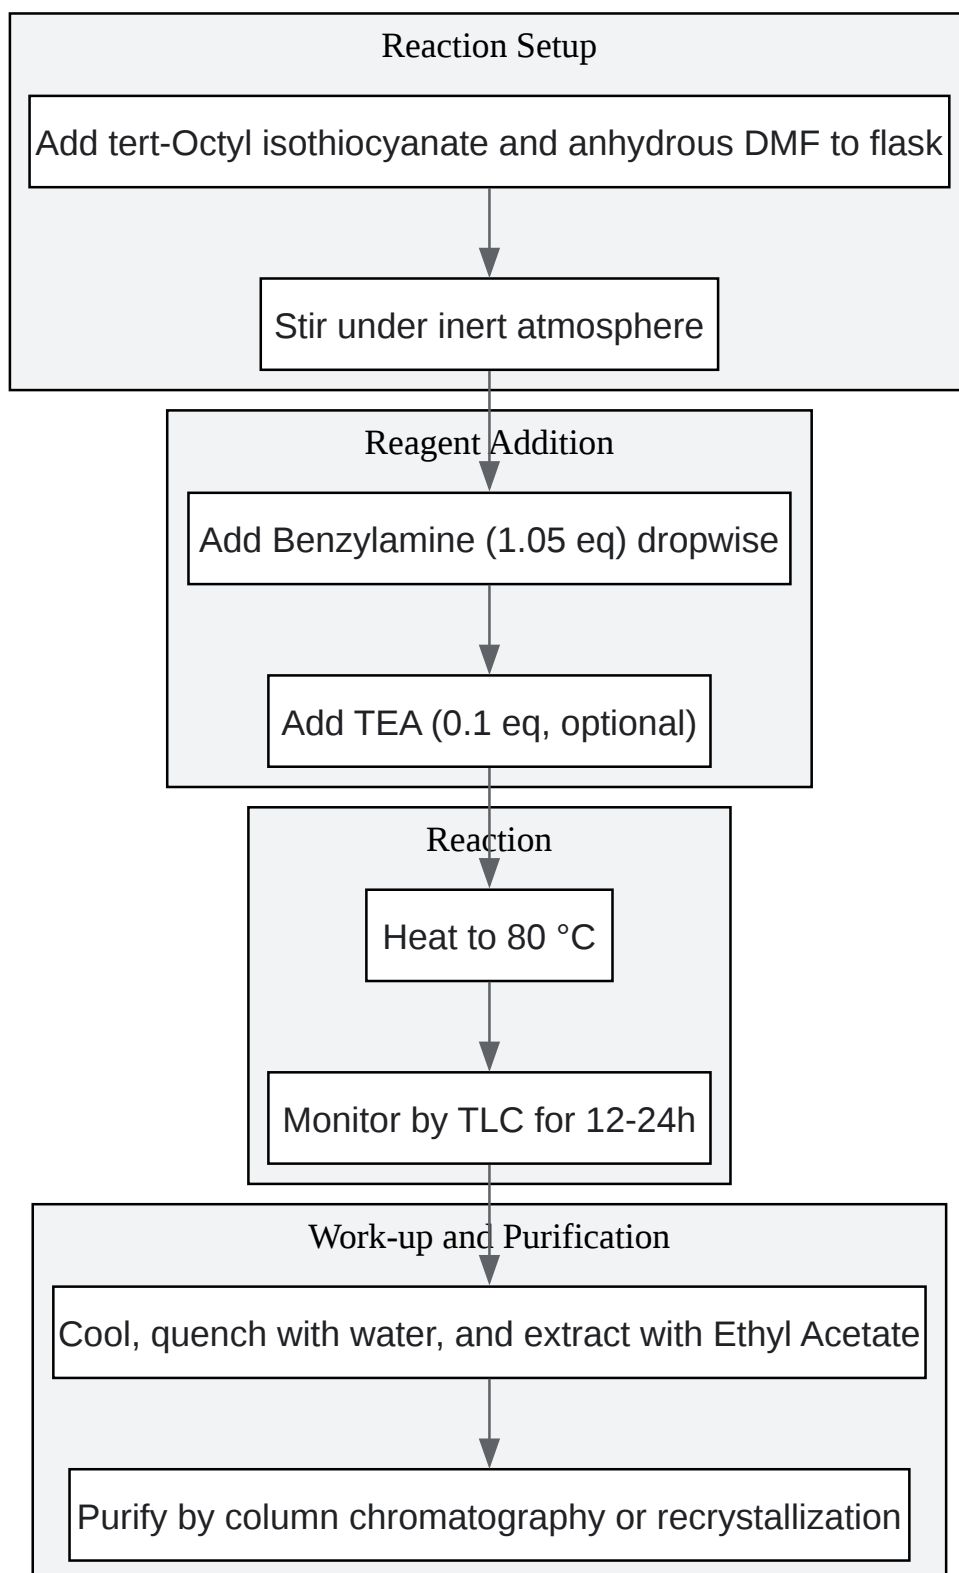 Reaction Setup
Add tert-Octyl isothiocyanate and anhydrous DMF to flask
Stir under inert atmosphere
Reagent Addition
Add Benzylamine (1.05 eq) dropwise
Add TEA (0.1 eq, optional)
Reaction
Heat to 80 °C
Monitor by TLC for 12-24h
Work-up and Purification
Cool, quench with water, and extract with Ethyl Acetate
Purify by column chromatography or recrystallization